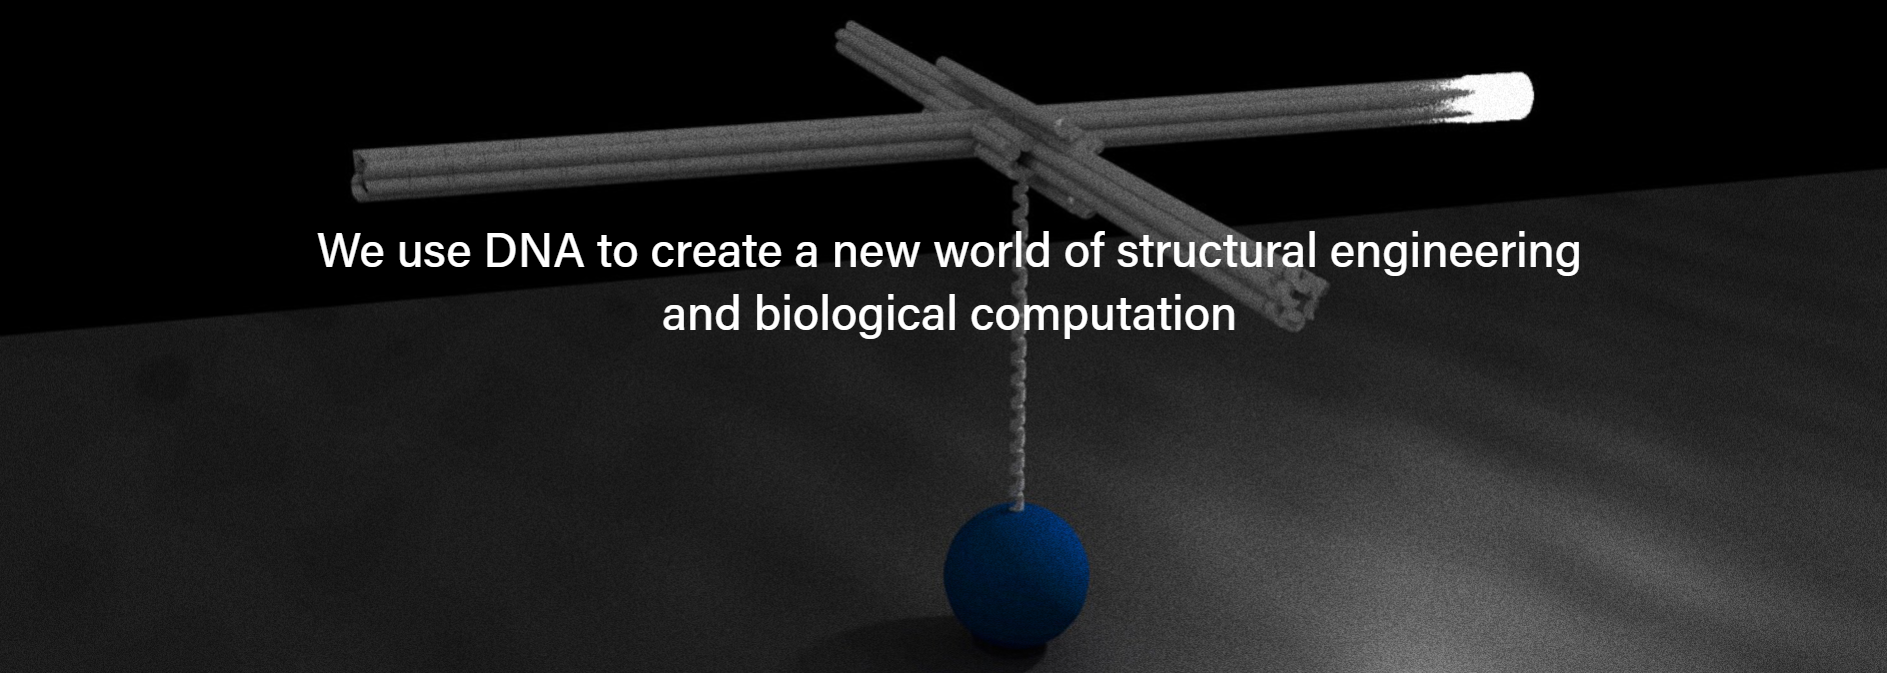 We use DNA to create a new world of structural engineering
and biological computation